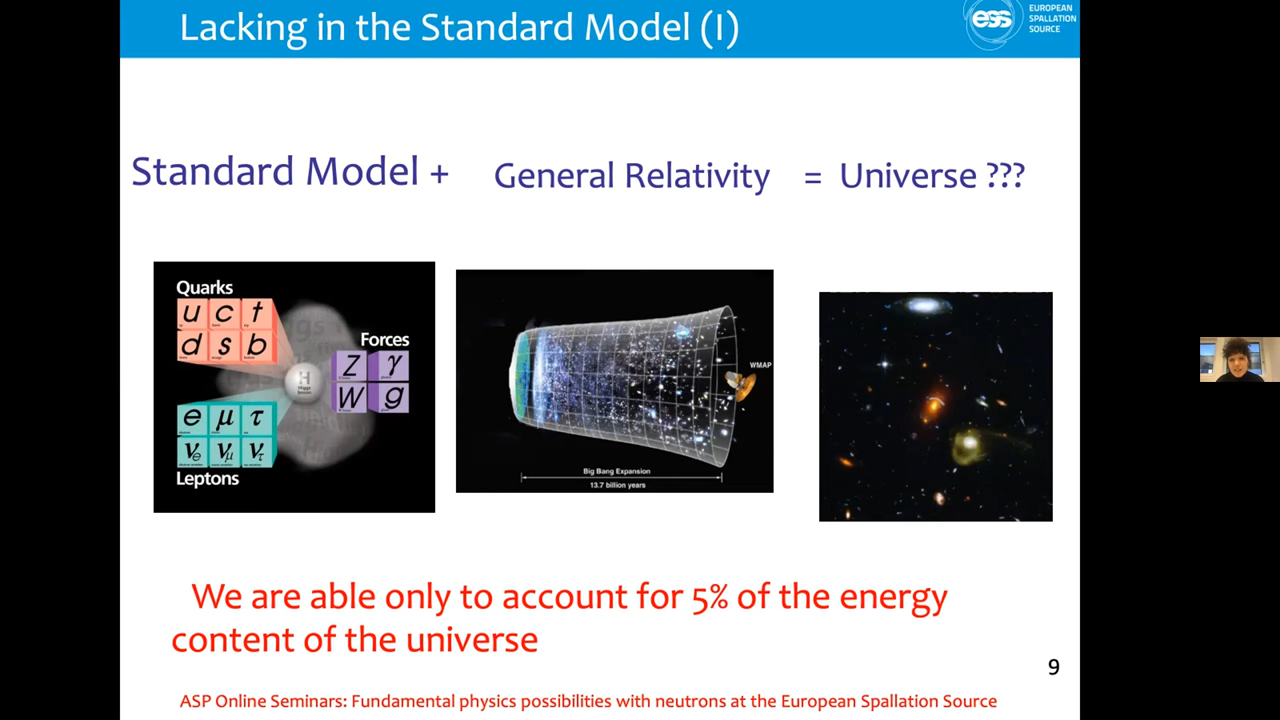 Lacking in the Standard Model (I)
ess
EUROPEAN
SPALLATION
SOURCE
Standard Model + General Relativity = Universe ???
Quarks
u c t
d s b
Forces
Z γ
W g
H
e μ τ
νe νμ ντ
Leptons
WMAP
Big Bang Expansion
13.7 billion years
We are able only to account for 5% of the energy
content of the universe
9
ASP Online Seminars: Fundamental physics possibilities with neutrons at the European Spallation Source